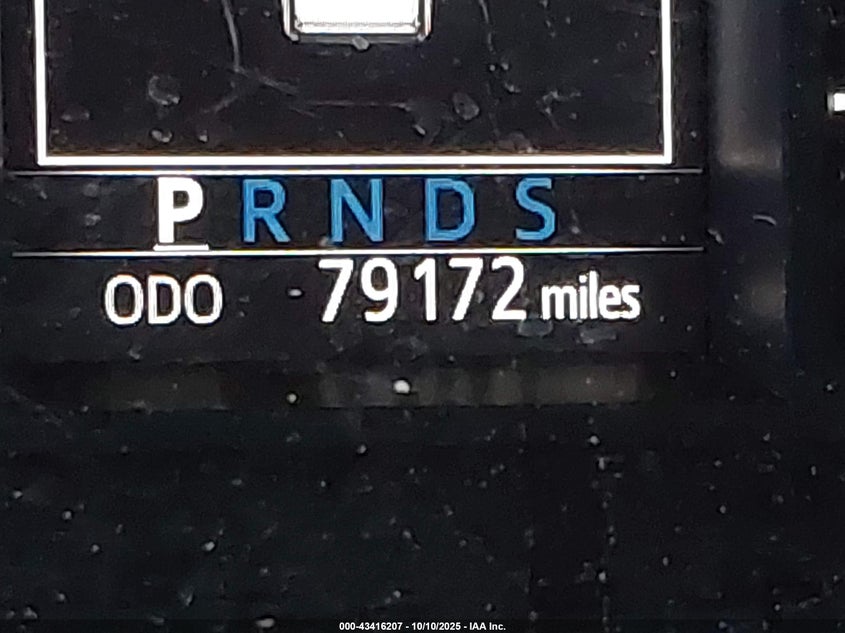 P R N D S
ODO 79172 miles
000-43416207 - 10/10/2025 - IAA Inc.